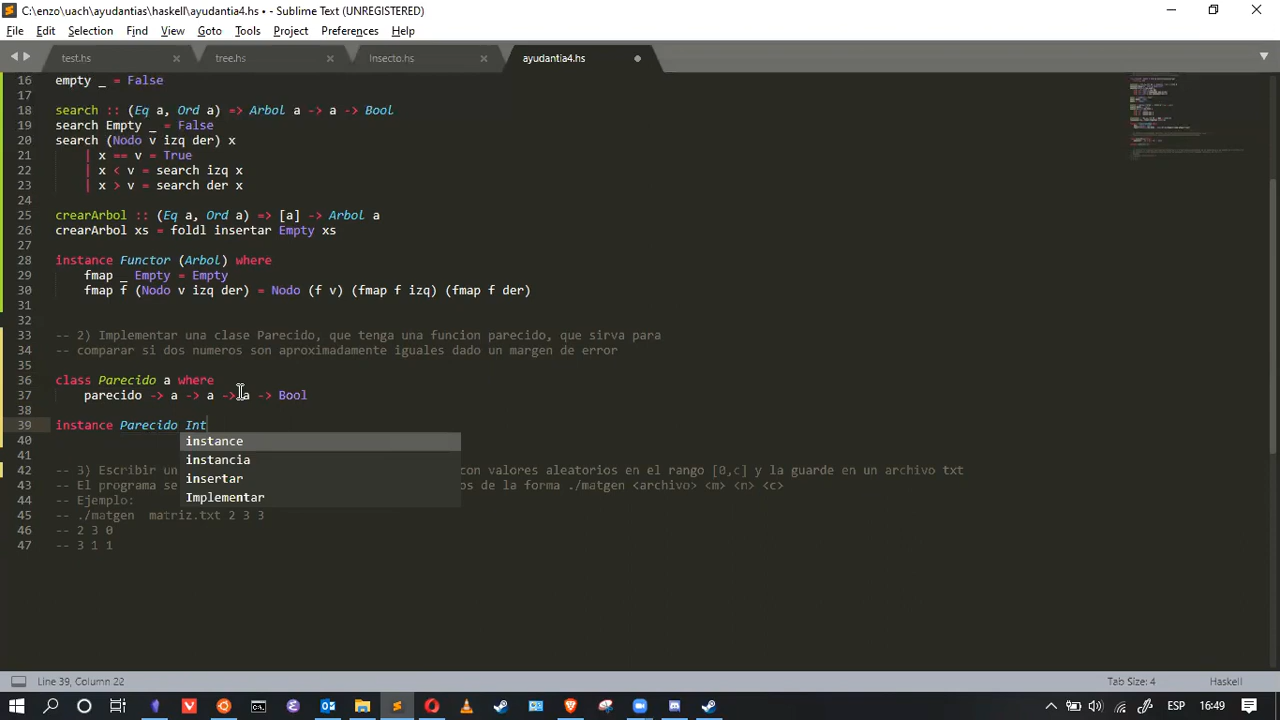 C:\enzo\uach\ayudantias\haskell\ayudantia4.hs • - Sublime Text (UNREGISTERED)
File Edit Selection Find View Goto Tools Project Preferences Help
test.hs tree.hs Insecto.hs ayudantia4.hs
16 empty _ = False
17
18 search :: (Eq a, Ord a) => Arbol a -> a -> Bool
19 search Empty _ = False
20 search (Nodo v izq der) x
21 | x == v = True
22 | x < v = search izq x
23 | x > v = search der x
24
25 crearArbol :: (Eq a, Ord a) => [a] -> Arbol a
26 crearArbol xs = foldl insertar Empty xs
27
28 instance Functor (Arbol) where
29 fmap _ Empty = Empty
30 fmap f (Nodo v izq der) = Nodo (f v) (fmap f izq) (fmap f der)
31
32
33 -- 2) Implementar una clase Parecido, que tenga una funcion parecido, que sirva para
34 -- comparar si dos numeros son aproximadamente iguales dado un margen de error
35
36 class Parecido a where
37 parecido -> a -> a -> a -> Bool
38
39 instance Parecido Int
40 instance
41 instancia
42 -- 3) Escribir un con valores aleatorios en el rango [0,c] y la guarde en un archivo txt
insertar
43 -- El programa se os de la forma ./matgen <archivo> <m> <n> <c>
44 -- Ejemplo: Implementar
45 -- ./matgen matriz.txt 2 3 3
46 -- 2 3 0
47 -- 3 1 1
Line 39, Column 22 Tab Size: 4 Haskell
ESP 16:49